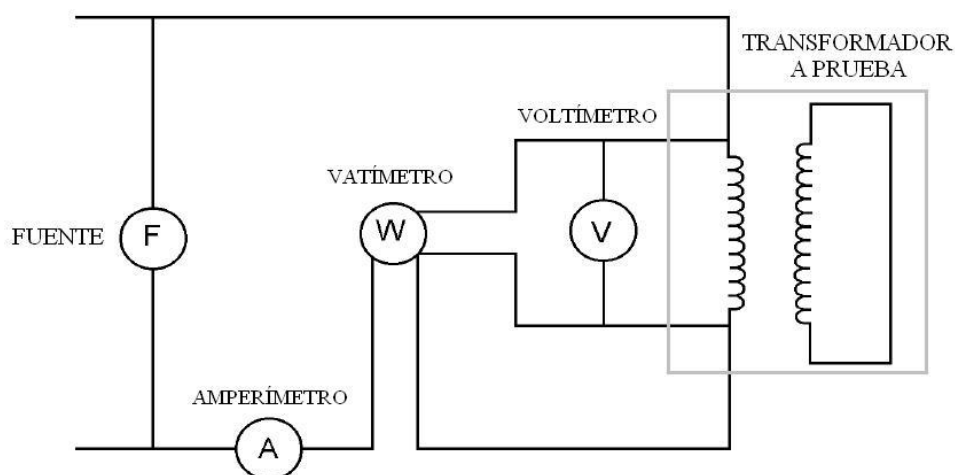 TRANSFORMADOR
A PRUEBA
VOLTÍMETRO
VATÍMETRO
W
V
FUENTE
F
AMPERÍMETRO
A